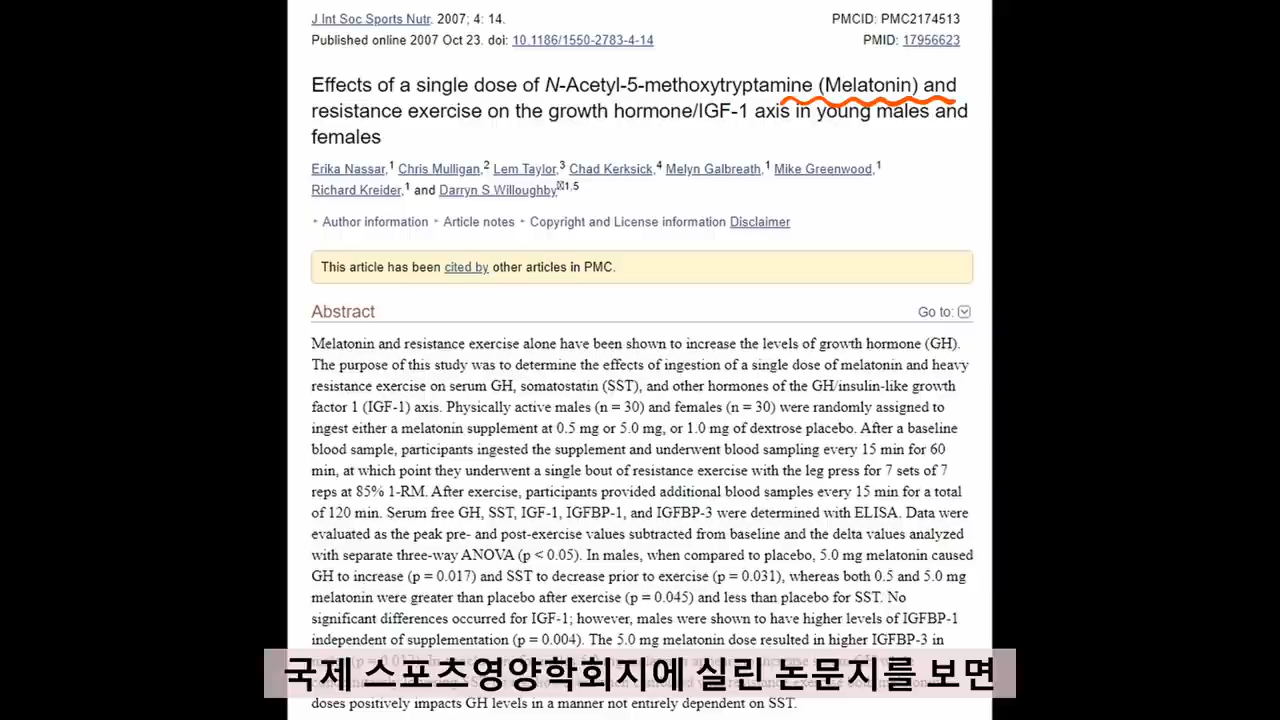 J Int Soc Sports Nutr. 2007; 4: 14.
PMCID: PMC2174513
Published online 2007 Oct 23. doi: 10.1186/1550-2783-4-14
PMID: 17956623
Effects of a single dose of N-Acetyl-5-methoxytryptamine (Melatonin) and
resistance exercise on the growth hormone/IGF-1 axis in young males and
females
Erika Nassar,1 Chris Mulligan,2 Lem Taylor,3 Chad Kerksick,4 Melyn Galbreath,1 Mike Greenwood,1
Richard Kreider,1 and Darryn S Willoughby✉1,5
▸ Author information ▸ Article notes ▸ Copyright and License information Disclaimer
This article has been cited by other articles in PMC.
Abstract
Go to:
Melatonin and resistance exercise alone have been shown to increase the levels of growth hormone (GH).
The purpose of this study was to determine the effects of ingestion of a single dose of melatonin and heavy
resistance exercise on serum GH, somatostatin (SST), and other hormones of the GH/insulin-like growth
factor 1 (IGF-1) axis. Physically active males (n = 30) and females (n = 30) were randomly assigned to
ingest either a melatonin supplement at 0.5 mg or 5.0 mg, or 1.0 mg of dextrose placebo. After a baseline
blood sample, participants ingested the supplement and underwent blood sampling every 15 min for 60
min, at which point they underwent a single bout of resistance exercise with the leg press for 7 sets of 7
reps at 85% 1-RM. After exercise, participants provided additional blood samples every 15 min for a total
of 120 min. Serum free GH, SST, IGF-1, IGFBP-1, and IGFBP-3 were determined with ELISA. Data were
evaluated as the peak pre- and post-exercise values subtracted from baseline and the delta values analyzed
with separate three-way ANOVA (p < 0.05). In males, when compared to placebo, 5.0 mg melatonin caused
GH to increase (p = 0.017) and SST to decrease prior to exercise (p = 0.031), whereas both 0.5 and 5.0 mg
melatonin were greater than placebo after exercise (p = 0.045) and less than placebo for SST. No
significant differences occurred for IGF-1; however, males were shown to have higher levels of IGFBP-1
independent of supplementation (p = 0.004). The 5.0 mg melatonin dose resulted in higher IGFBP-3 in
국제 스포츠영양학회지에 실린 논문지를 보면
doses positively impacts GH levels in a manner not entirely dependent on SST.